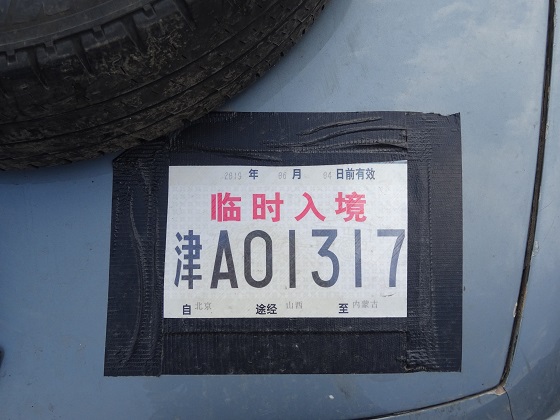 2015 年 06 月 04 日前有效
临时入境
津A01317
自 北京 途经 山西 至 内蒙古